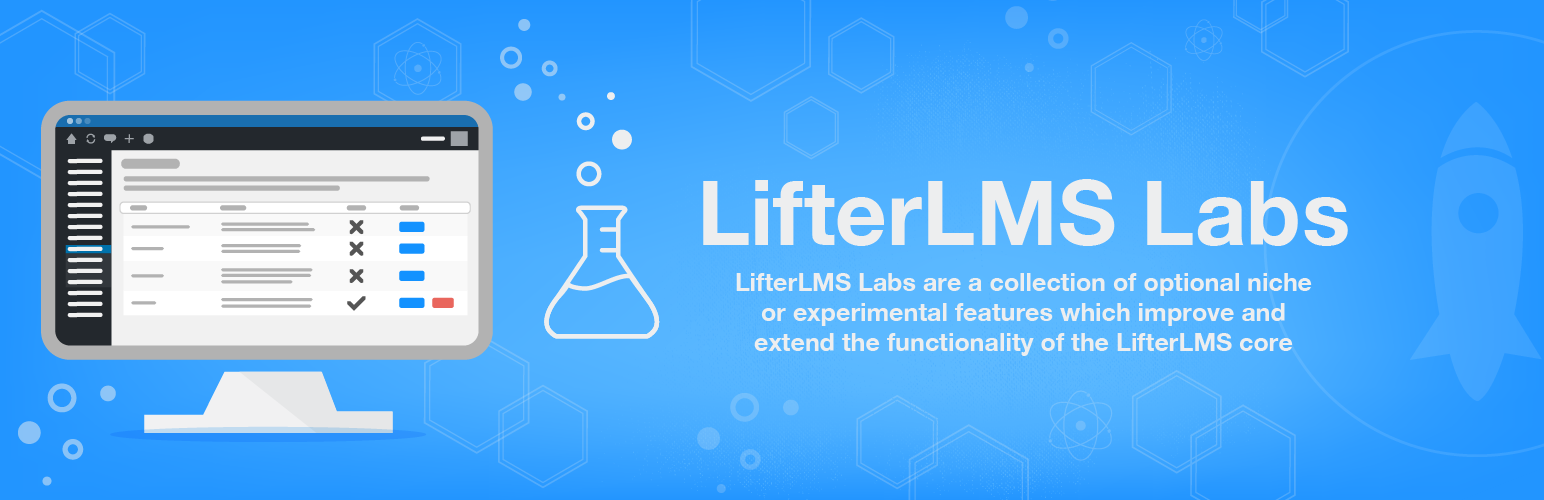 LifterLMS Labs
LifterLMS Labs are a collection of optional niche
or experimental features which improve and
extend the functionality of the LifterLMS core